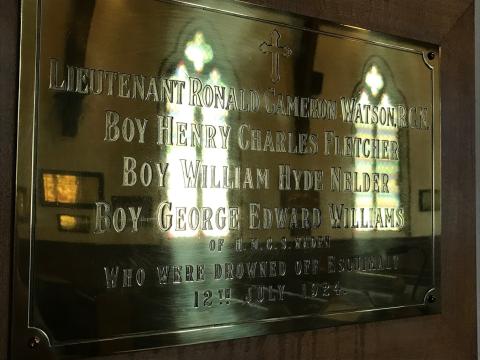 LIEUTENANT RONALD CAMERON WATSON, R.C.N.
BOY HENRY CHARLES FLETCHER
BOY WILLIAM HYDE NELDER
BOY GEORGE EDWARD WILLIAMS
OF H.M.C.S. NADEN
WHO WERE DROWNED OFF ESQUIMALT
12TH JULY 1924.